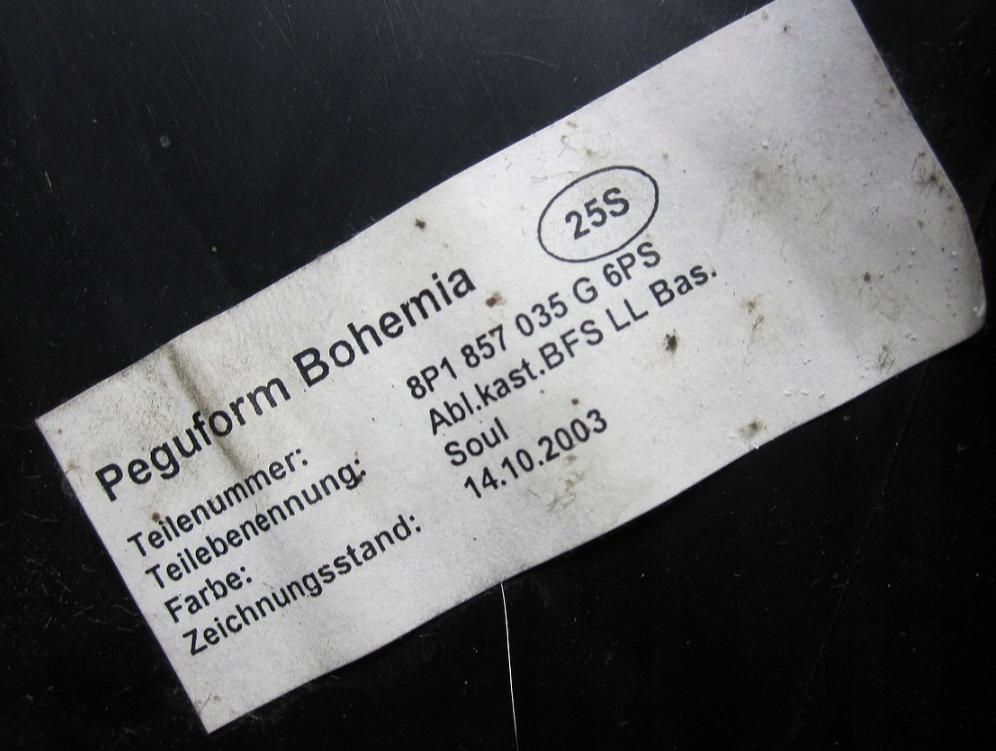 25S
Peguform Bohemia
Teilenummer: 8P1 857 035 G 6PS
Teilebenennung: Abl.kast.BFS LL Bas.
Farbe: Soul
Zeichnungsstand: 14.10.2003